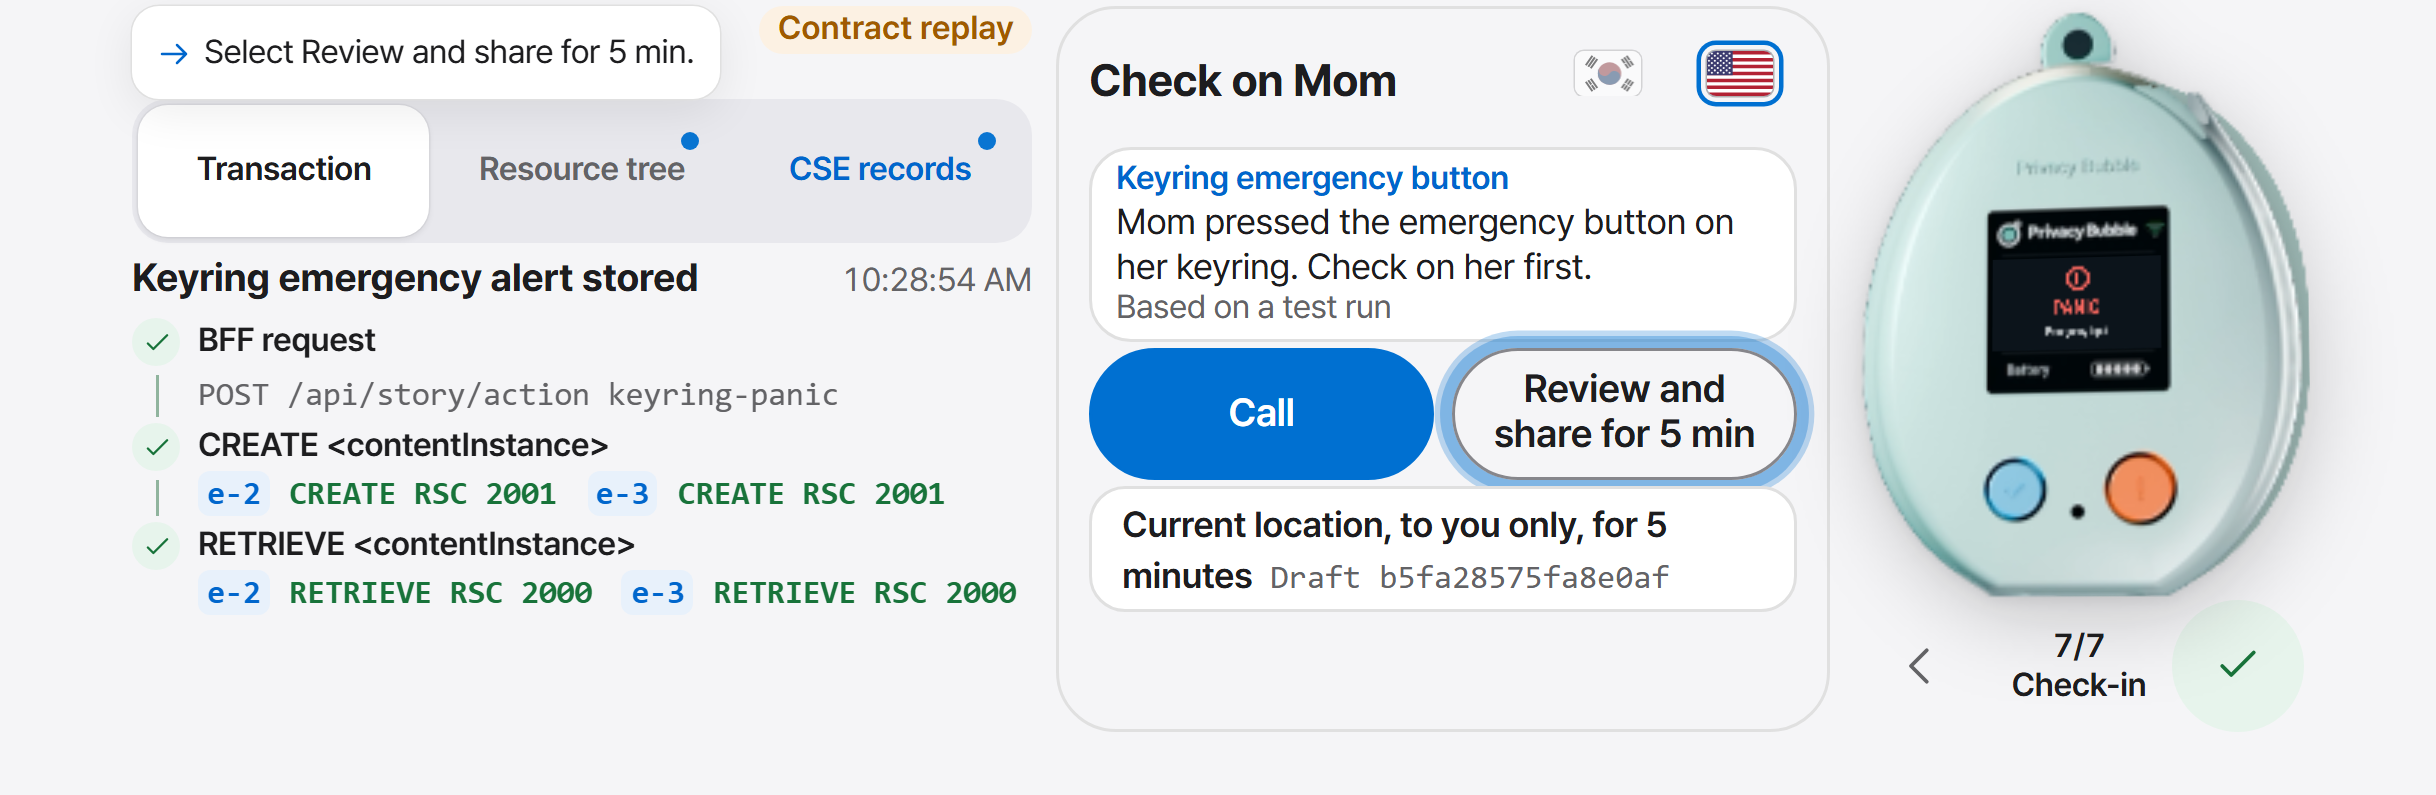 → Select Review and share for 5 min.
Contract replay
Transaction
Resource tree
CSE records
Keyring emergency alert stored
10:28:54 AM
BFF request
POST /api/story/action keyring-panic
CREATE <contentInstance>
e-2 CREATE RSC 2001 e-3 CREATE RSC 2001
RETRIEVE <contentInstance>
e-2 RETRIEVE RSC 2000 e-3 RETRIEVE RSC 2000
Check on Mom
Keyring emergency button
Mom pressed the emergency button on
her keyring. Check on her first.
Based on a test run
Call
Review and
share for 5 min
Current location, to you only, for 5
minutes Draft b5fa28575fa8e0af
Privacy Bubble
Privacy Bubble
PANIC
Battery
7/7
Check-in